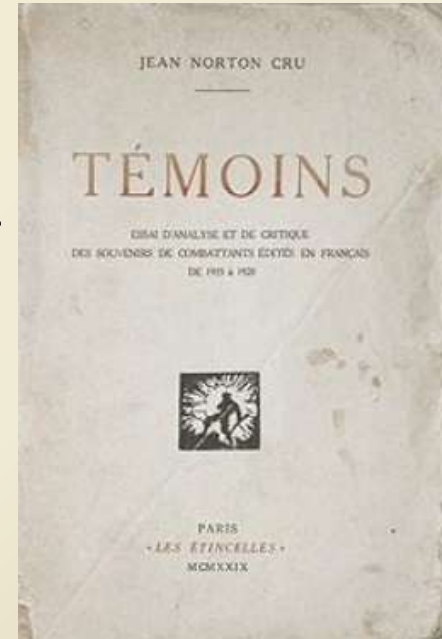 JEAN NORTON CRU
TÉMOINS
ESSAI D'ANALYSE ET DE CRITIQUE
DES SOUVENIRS DE COMBATTANTS ÉDITÉS EN FRANÇAIS
DE 1915 à 1928
PARIS
«LES ÉTINCELLES»
MCMXXIX